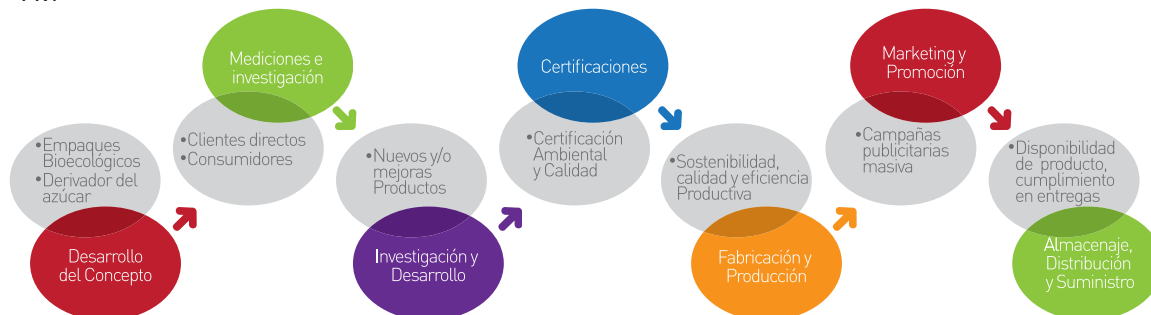 Mediciones e
investigación
• Clientes directos
• Consumidores
• Empaques
Bioecológicos
• Derivador del
azúcar
Desarrollo
del Concepto
• Nuevos y/o
mejoras
Productos
Investigación y
Desarrollo
Certificaciones
• Certificación
Ambiental
y Calidad
• Sostenibilidad,
calidad y eficiencia
Productiva
Fabricación y
Producción
Marketing y
Promoción
• Campañas
publicitarias
masiva
• Disponibilidad
de producto,
cumplimiento
en entregas
Almacenaje,
Distribución
y Suministro